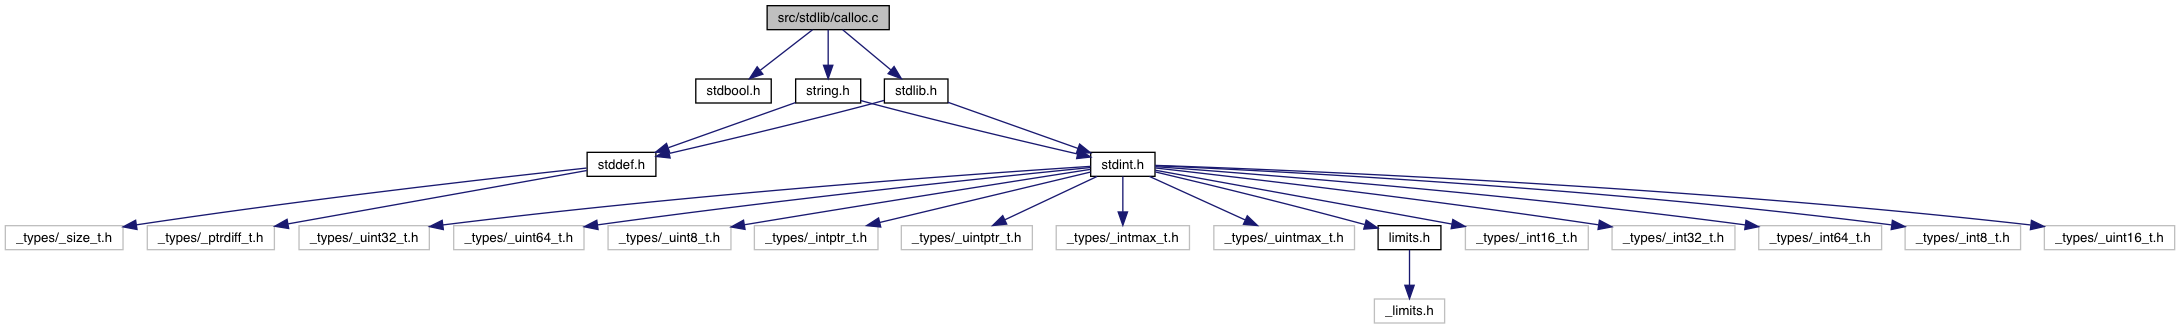 src/stdlib/calloc.c
stdbool.h
string.h
stdlib.h
stddef.h
stdint.h
_types/_size_t.h
_types/_ptrdiff_t.h
_types/_uint32_t.h
_types/_uint64_t.h
_types/_uint8_t.h
_types/_intptr_t.h
_types/_uintptr_t.h
_types/_intmax_t.h
_types/_uintmax_t.h
limits.h
_types/_int16_t.h
_types/_int32_t.h
_types/_int64_t.h
_types/_int8_t.h
_types/_uint16_t.h
_limits.h